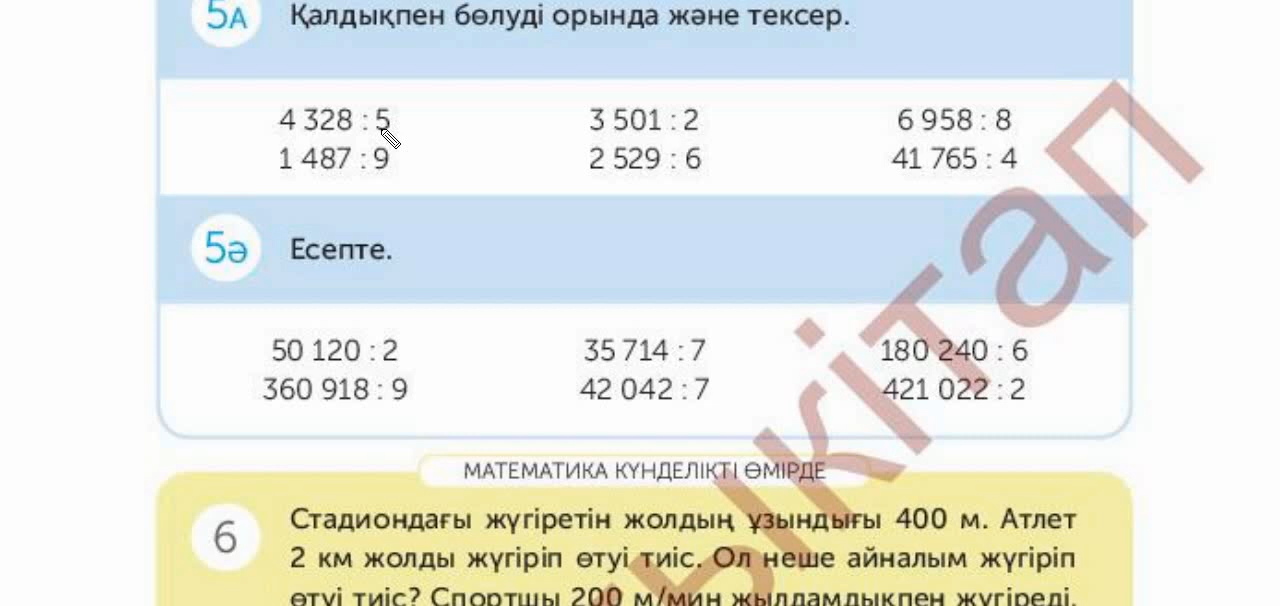 5А Қалдықпен бөлуді орында және тексер.
4 328 : 5 3 501 : 2 6 958 : 8
1 487 : 9 2 529 : 6 41 765 : 4
5ә Есепте.
50 120 : 2 35 714 : 7 180 240 : 6
360 918 : 9 42 042 : 7 421 022 : 2
МАТЕМАТИКА КҮНДЕЛІКТІ ӨМІРДЕ
6 Стадиондағы жүгіретін жолдың ұзындығы 400 м. Атлет
2 км жолды жүгіріп өтуі тиіс. Ол неше айналым жүгіріп
өтуі тиіс? Спортшы 200 м/мин жылдамдықпен жүгіреді.